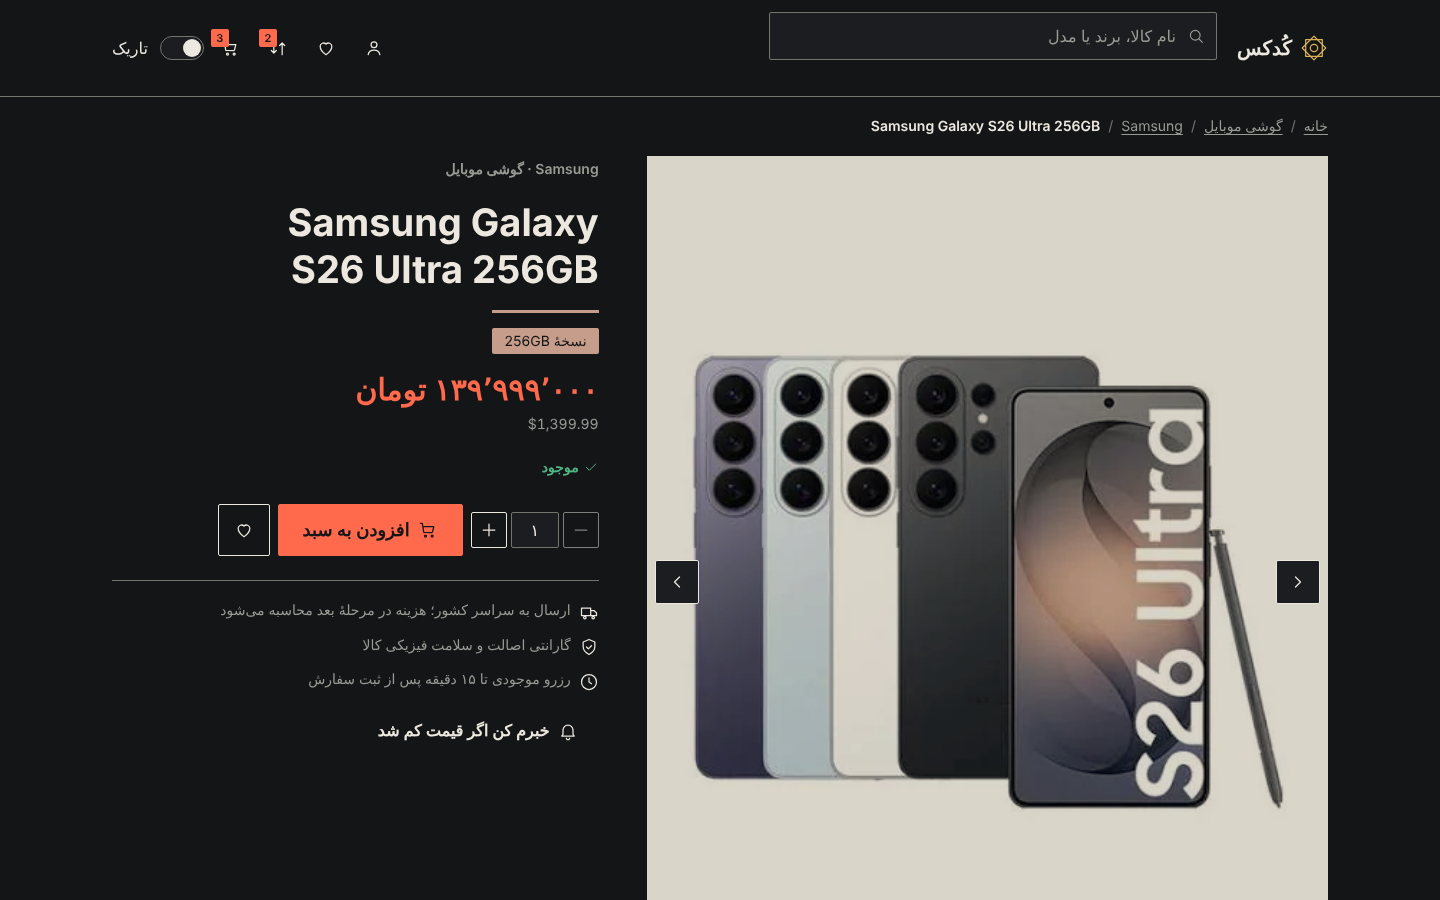 کُدکس
نام کالا، برند یا مدل
2
3
تاریک
خانه / گوشی موبایل / Samsung / Samsung Galaxy S26 Ultra 256GB
Samsung · گوشی موبایل
Samsung Galaxy
S26 Ultra 256GB
نسخهٔ 256GB
۱۳۹٬۹۹۹٬۰۰۰ تومان
$1,399.99
موجود
۱
افزودن به سبد
ارسال به سراسر کشور؛ هزینه در مرحلهٔ بعد محاسبه می‌شود
گارانتی اصالت و سلامت فیزیکی کالا
رزرو موجودی تا ۱۵ دقیقه پس از ثبت سفارش
خبرم کن اگر قیمت کم شد
S26 Ultra